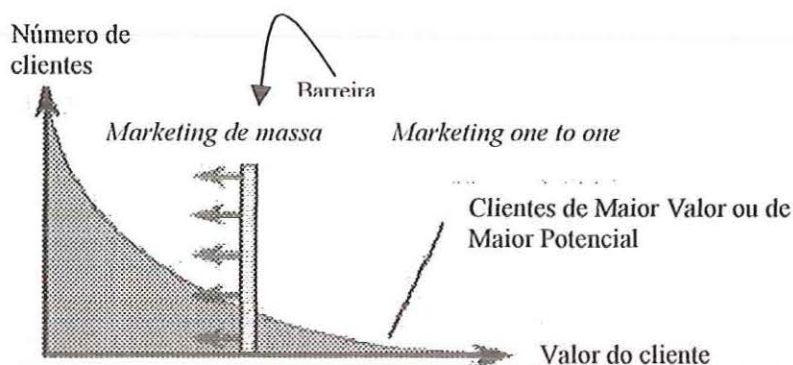 Número de
clientes
Barreira
Marketing de massa
Marketing one to one
Clientes de Maior Valor ou de
Maior Potencial
Valor do cliente